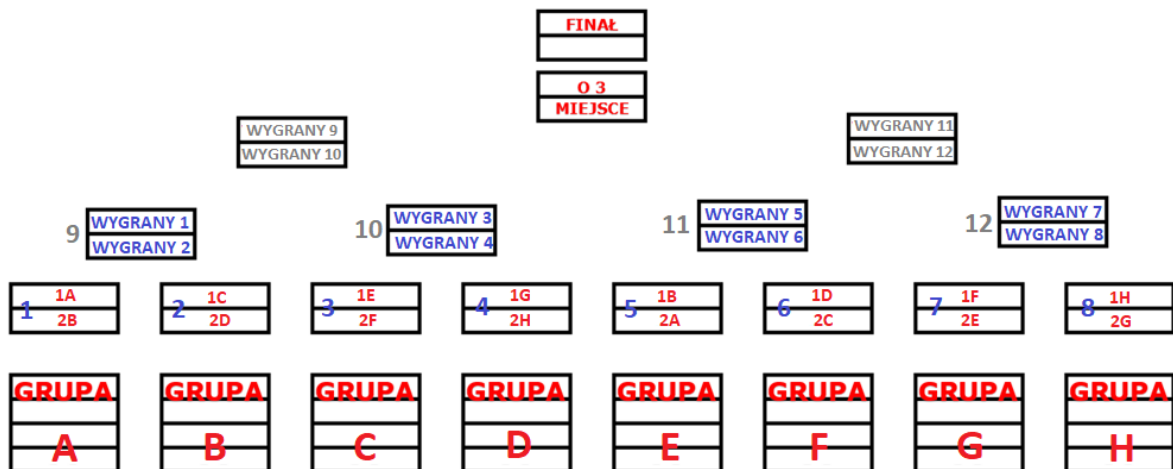 FINAŁ
O 3
MIEJSCE
WYGRANY 9
WYGRANY 10
WYGRANY 11
WYGRANY 12
9
WYGRANY 1
WYGRANY 2
10
WYGRANY 3
WYGRANY 4
11
WYGRANY 5
WYGRANY 6
12
WYGRANY 7
WYGRANY 8
1
1A
2B
2
1C
2D
3
1E
2F
4
1G
2H
5
1B
2A
6
1D
2C
7
1F
2E
8
1H
2G
GRUPA
A
GRUPA
B
GRUPA
C
GRUPA
D
GRUPA
E
GRUPA
F
GRUPA
G
GRUPA
H